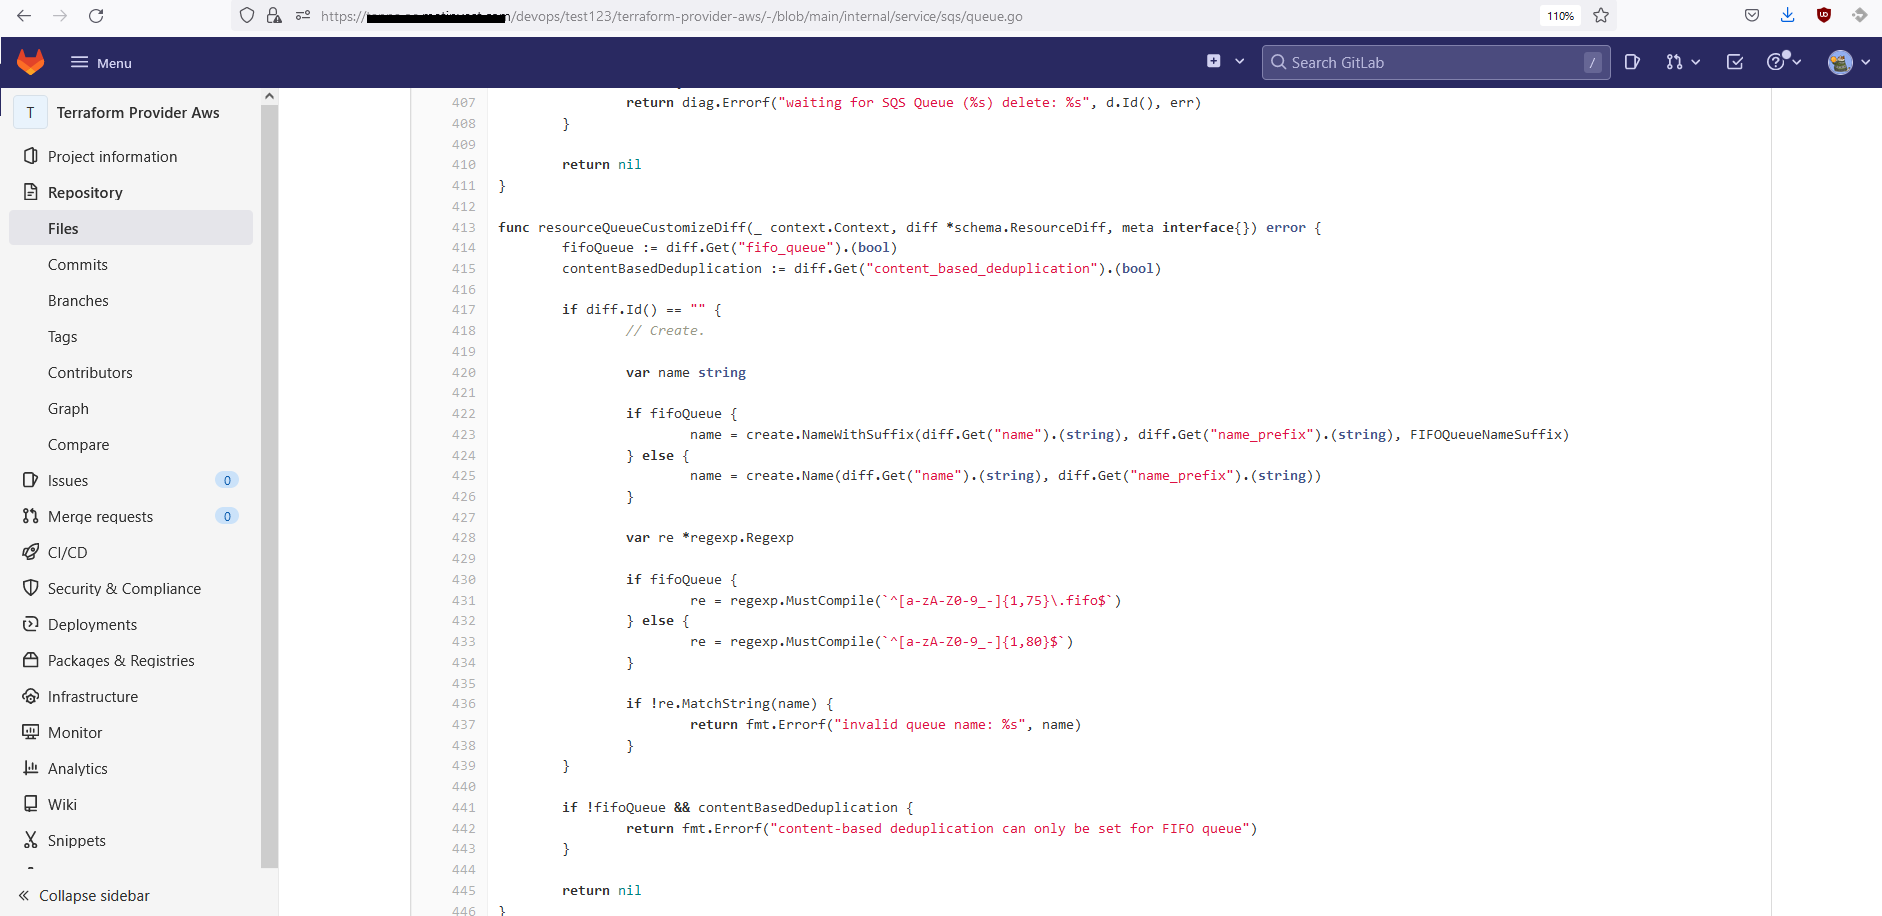 https:// /devops/test123/terraform-provider-aws/-/blob/main/internal/service/sqs/queue.go
110%
Menu
Search GitLab
/
T
Terraform Provider Aws
Project information
Repository
Files
Commits
Branches
Tags
Contributors
Graph
Compare
Issues
0
Merge requests
0
CI/CD
Security & Compliance
Deployments
Packages & Registries
Infrastructure
Monitor
Analytics
Wiki
Snippets
Collapse sidebar
407 return diag.Errorf("waiting for SQS Queue (%s) delete: %s", d.Id(), err)
408 }
409
410 return nil
411 }
412
413 func resourceQueueCustomizeDiff(_ context.Context, diff *schema.ResourceDiff, meta interface{}) error {
414 fifoQueue := diff.Get("fifo_queue").(bool)
415 contentBasedDeduplication := diff.Get("content_based_deduplication").(bool)
416
417 if diff.Id() == "" {
418 // Create.
419
420 var name string
421
422 if fifoQueue {
423 name = create.NameWithSuffix(diff.Get("name").(string), diff.Get("name_prefix").(string), FIFOQueueNameSuffix)
424 } else {
425 name = create.Name(diff.Get("name").(string), diff.Get("name_prefix").(string))
426 }
427
428 var re *regexp.Regexp
429
430 if fifoQueue {
431 re = regexp.MustCompile(`^[a-zA-Z0-9_-]{1,75}\.fifo$`)
432 } else {
433 re = regexp.MustCompile(`^[a-zA-Z0-9_-]{1,80}$`)
434 }
435
436 if !re.MatchString(name) {
437 return fmt.Errorf("invalid queue name: %s", name)
438 }
439 }
440
441 if !fifoQueue && contentBasedDeduplication {
442 return fmt.Errorf("content-based deduplication can only be set for FIFO queue")
443 }
444
445 return nil
446 }